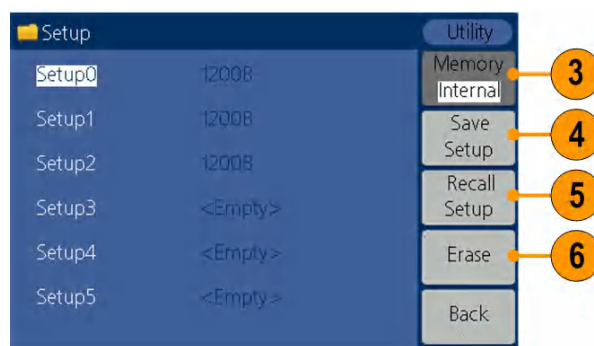 Setup
Utility
Setup0 1200B
Setup1 1200B
Setup2 1200B
Setup3 <Empty>
Setup4 <Empty>
Setup5 <Empty>
Memory
Internal
3
Save
Setup
4
Recall
Setup
5
Erase
6
Back